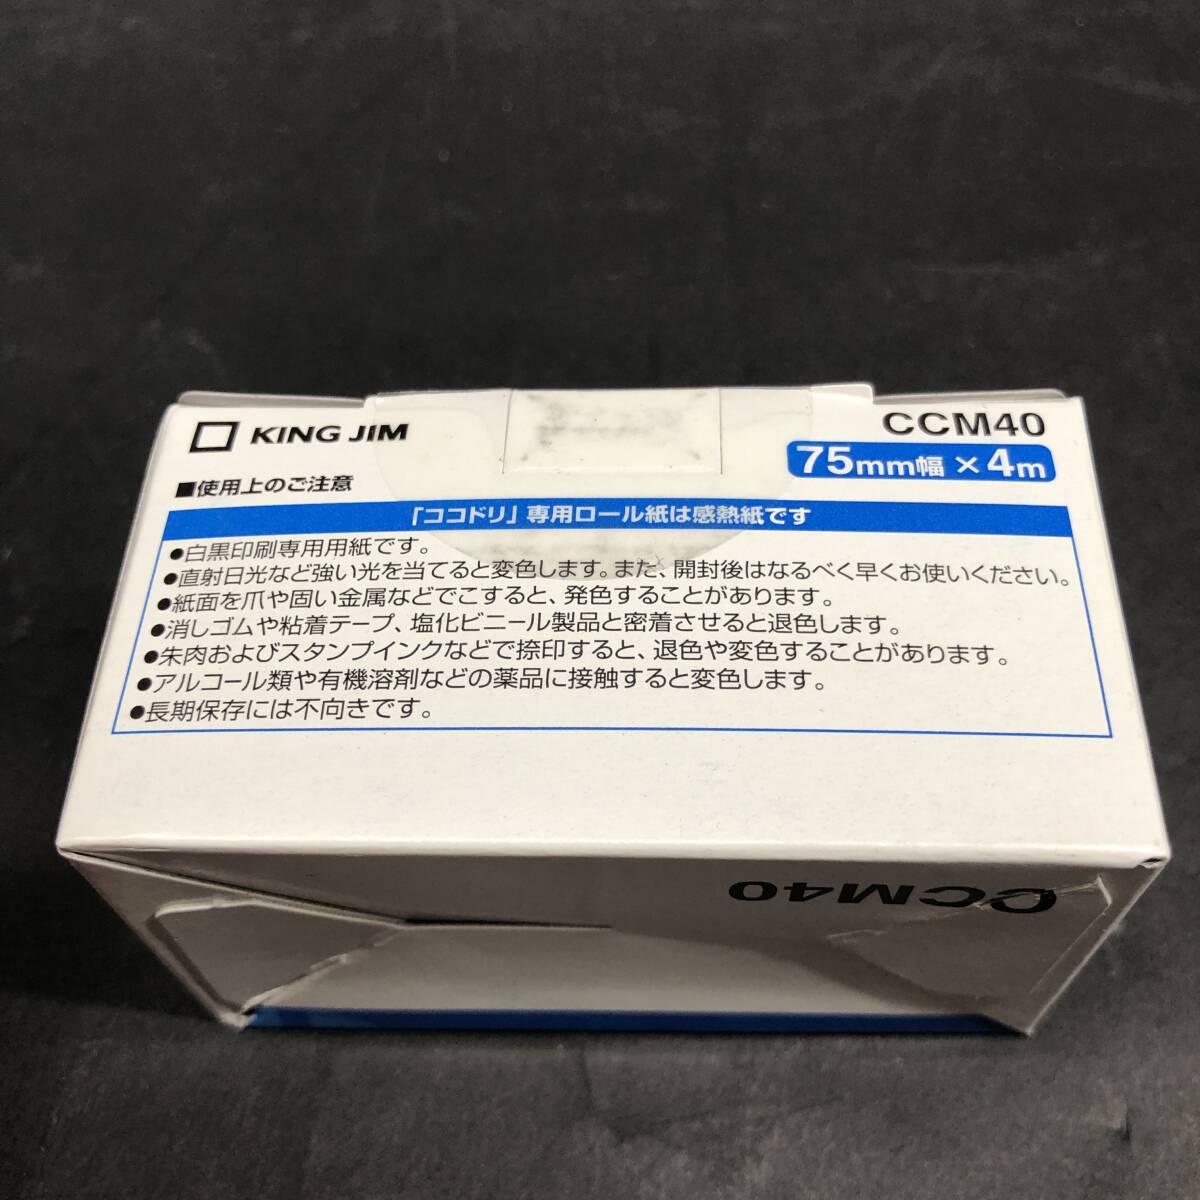 KING JIM
CCM40
75mm幅 × 4m
■使用上のご注意
「ココドリ」専用ロール紙は感熱紙です
●白黒印刷専用用紙です。
●直射日光など強い光を当てると変色します。また、開封後はなるべく早くお使いください。
●紙面を爪や固い金属などでこすると、発色することがあります。
●消しゴムや粘着テープ、塩化ビニール製品と密着させると退色します。
●朱肉およびスタンプインクなどで捺印すると、退色や変色することがあります。
●アルコール類や有機溶剤などの薬品に接触すると変色します。
●長期保存には不向きです。
CCM40